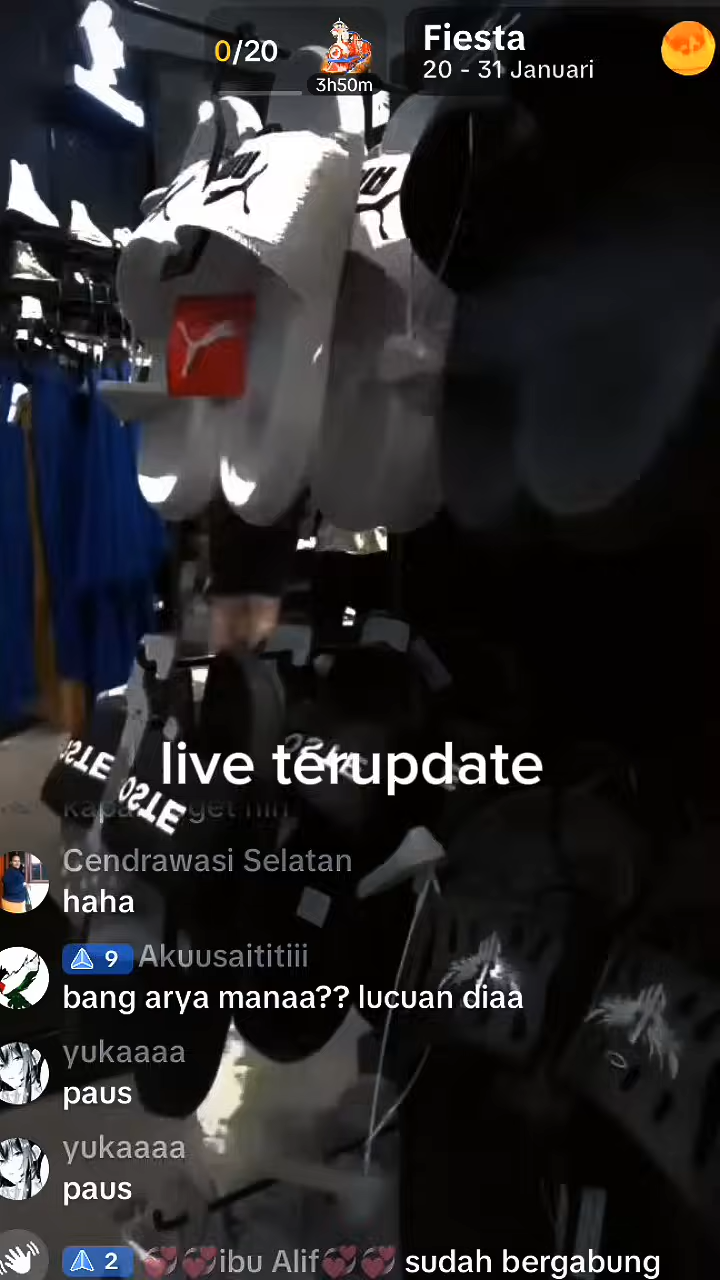 0/20
3h50m
Fiesta
20 - 31 Januari
live terupdate
Cendrawasi Selatan
haha
9 Akuusaititiii
bang arya manaa?? lucuan diaa
yukaaaa
paus
yukaaaa
paus
2 💞💞ibu Alif💞💞 sudah bergabung